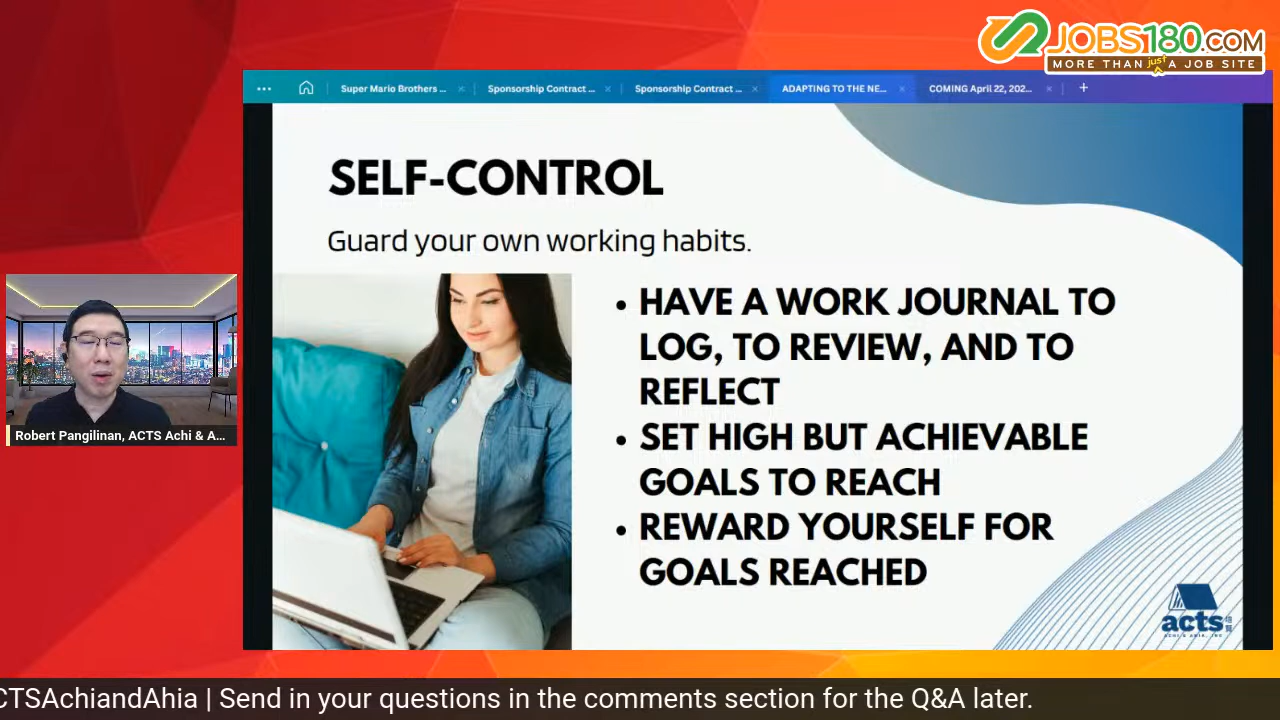 JOBS180.COM
MORE THAN just A JOB SITE
Super Mario Brothers ...
Sponsorship Contract ...
Sponsorship Contract ...
ADAPTING TO THE NE...
COMING April 22, 202...
SELF-CONTROL
Guard your own working habits.
• HAVE A WORK JOURNAL TO
LOG, TO REVIEW, AND TO
REFLECT
• SET HIGH BUT ACHIEVABLE
GOALS TO REACH
• REWARD YOURSELF FOR
GOALS REACHED
Robert Pangilinan, ACTS Achi & A...
acts
ACHI & AHIA, INC
CTSAchiandAhia | Send in your questions in the comments section for the Q&A later.